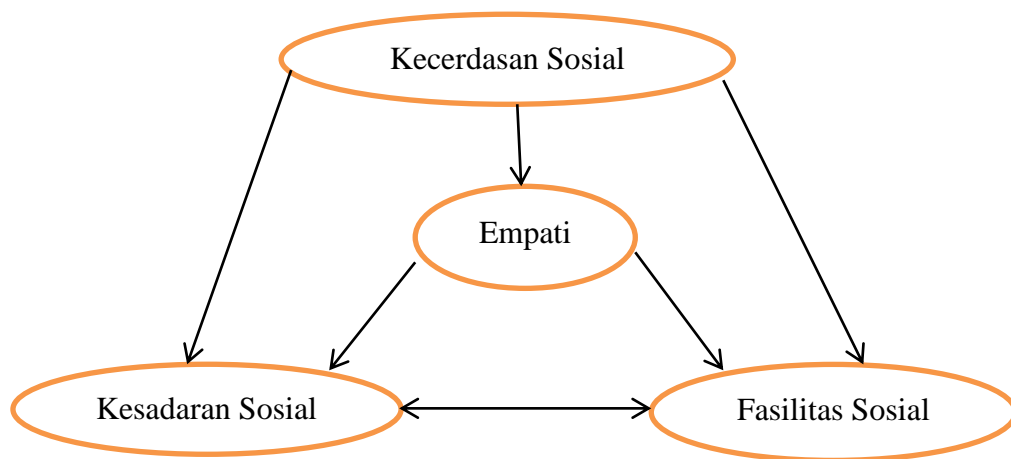 Kecerdasan Sosial
Empati
Kesadaran Sosial
Fasilitas Sosial